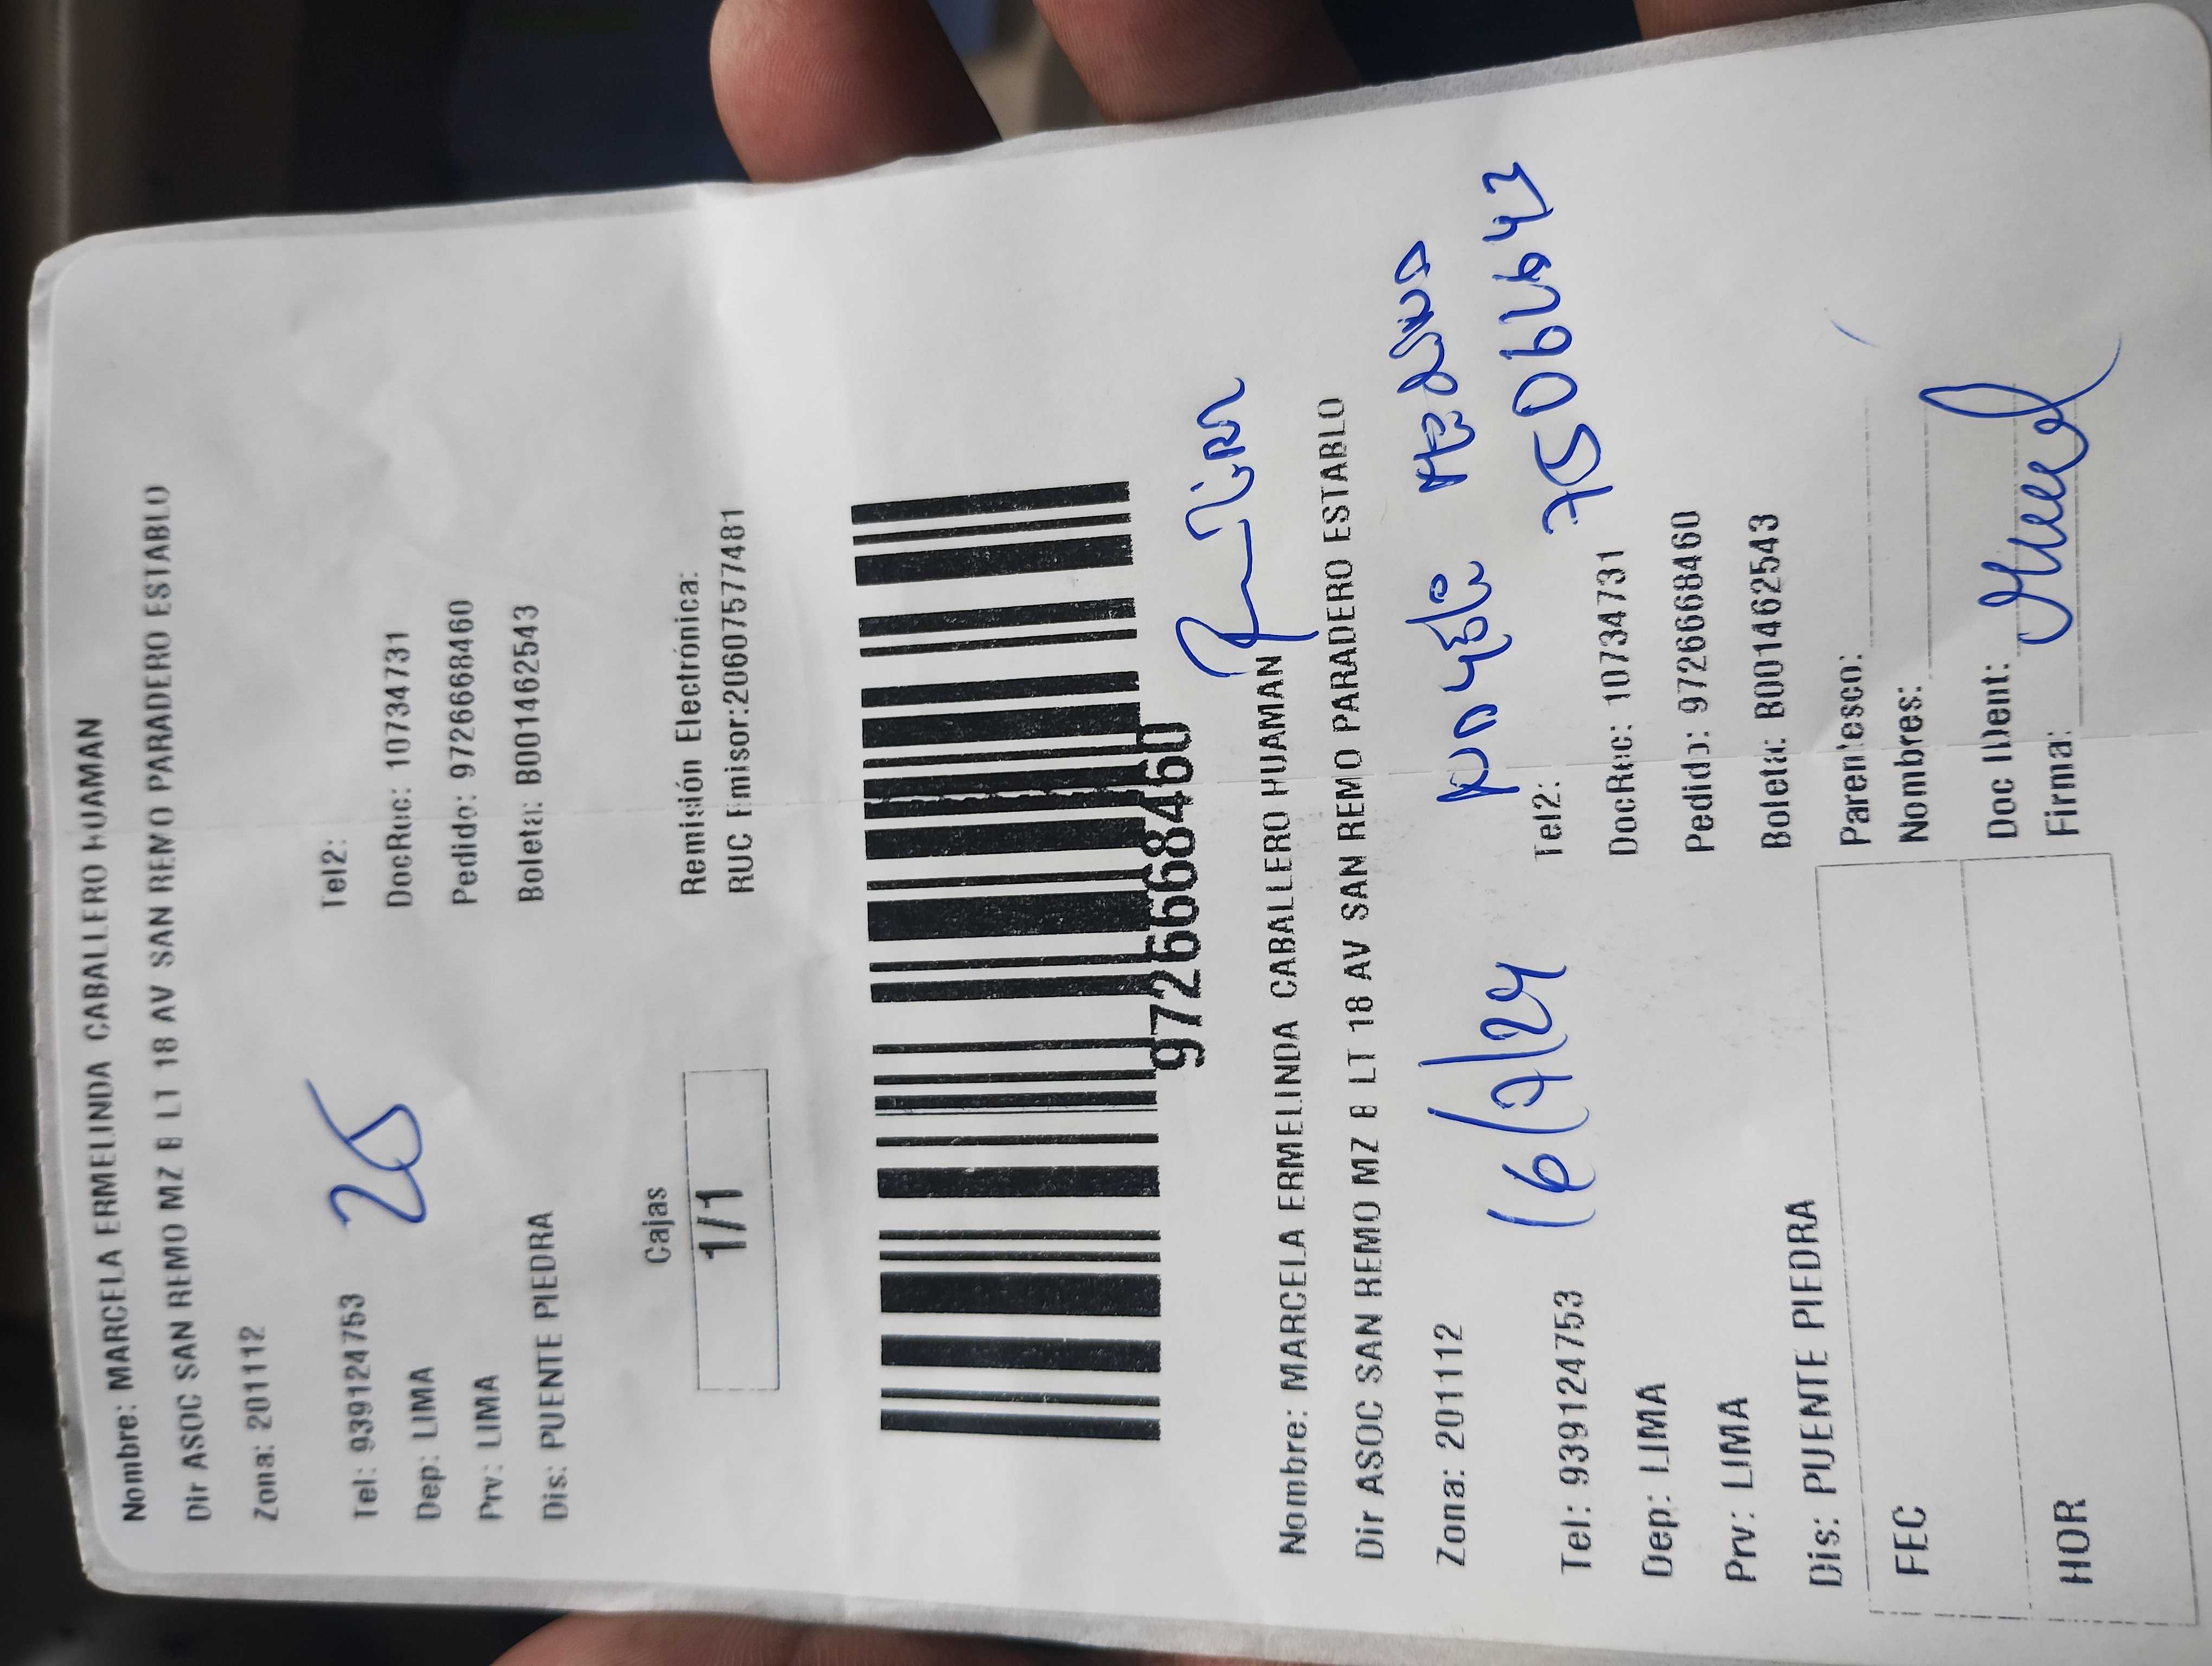 Nombre: MARCELA ERMELINDA CABALLERO HUAMAN
Dir ASOC SAN REMO MZ B LT 18 AV SAN REMO PARADERO ESTABLO
Zona: 201112
Tel: 939124753
25
Tel2:
Dep: LIMA
DocRec: 10734731
Prv: LIMA
Pedido: 9726668460
Dis: PUENTE PIEDRA
Boleta: B001462543
Cajas
1/1
Remisión Electrónica:
RUC Emisor:20607577481
9726668460
Nombre: MARCELA ERMELINDA CABALLERO HUAMAN
Dir ASOC SAN REMO MZ B LT 18 AV SAN REMO PARADERO ESTABLO
Zona: 201112
16/7/24
75096647
Tel: 939124753
Tel2:
Dep: LIMA
DocRec: 10734731
Prv: LIMA
Pedido: 9726668460
Dis: PUENTE PIEDRA
Boleta: B001462543
FEC
HOR
Parentesco:
Nombres:
Doc IDent:
Firma: